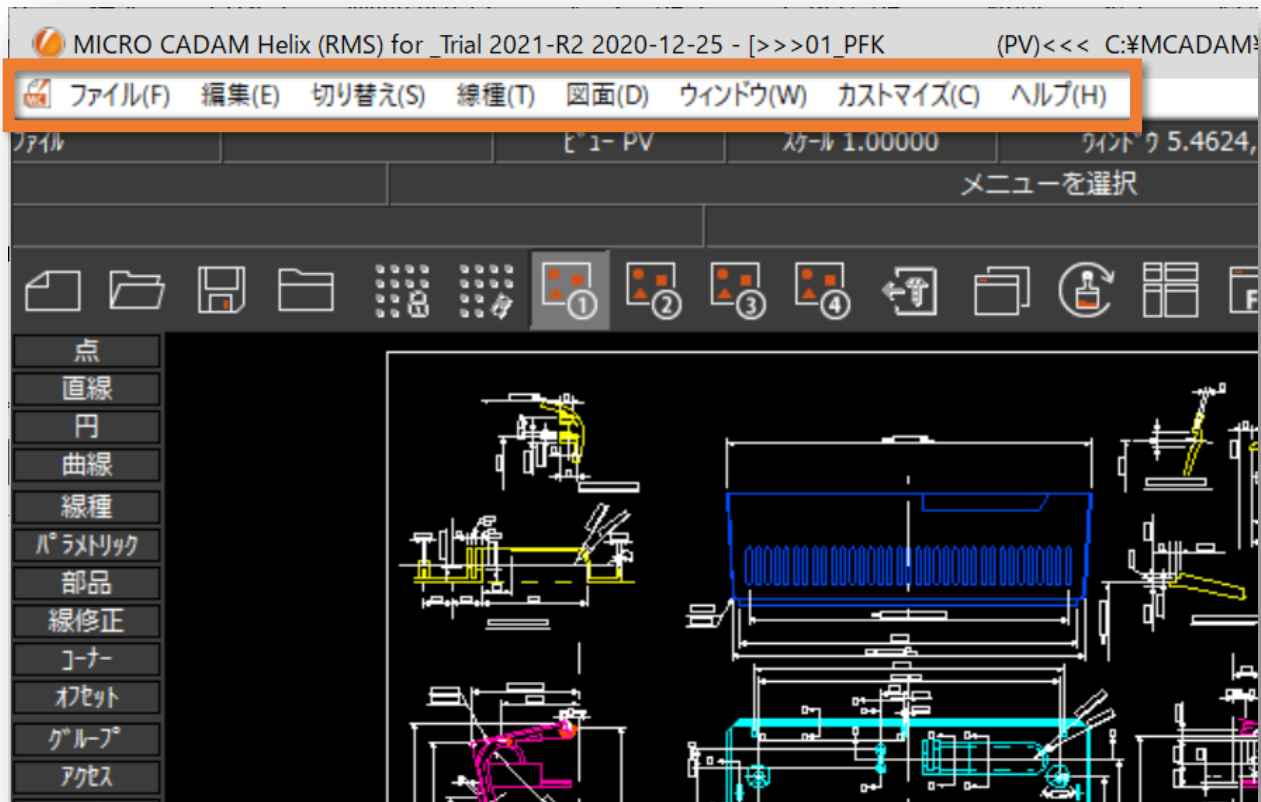 MICRO CADAM Helix (RMS) for _Trial 2021-R2 2020-12-25 - [>>>01_PFK (PV)<<< C:¥MCADAM¥
ファイル(F) 編集(E) 切り替え(S) 線種(T) 図面(D) ウィンドウ(W) カストマイズ(C) ヘルプ(H)
ﾌｧｲﾙ ﾋﾞｭｰ PV ｽｹｰﾙ 1.00000 ｳｨﾝﾄﾞｳ 5.4624,
メニューを選択
1 2 3 4 F
点
直線
円
曲線
線種
ﾊﾟﾗﾒﾄﾘｯｸ
部品
線修正
ｺｰﾅｰ
ｵﾌｾｯﾄ
ｸﾞﾙｰﾌﾟ
ｱｸｾｽ